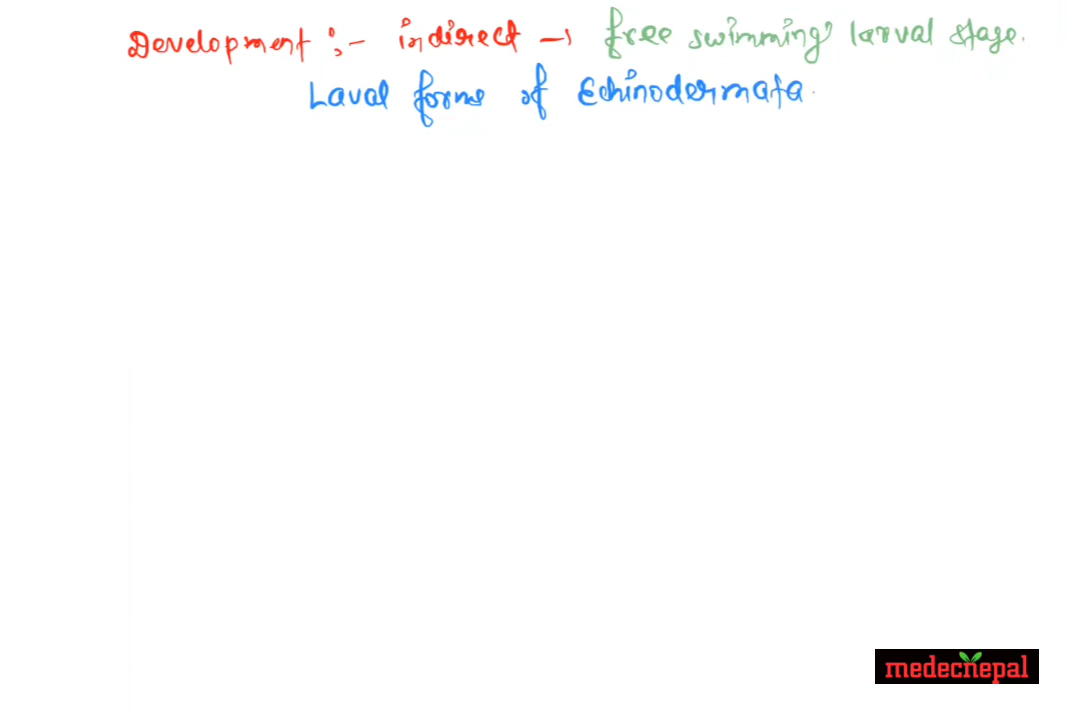 Development :- indirect → free swimming larval stage.
Laval forms of Echinodermata.
medecnepal